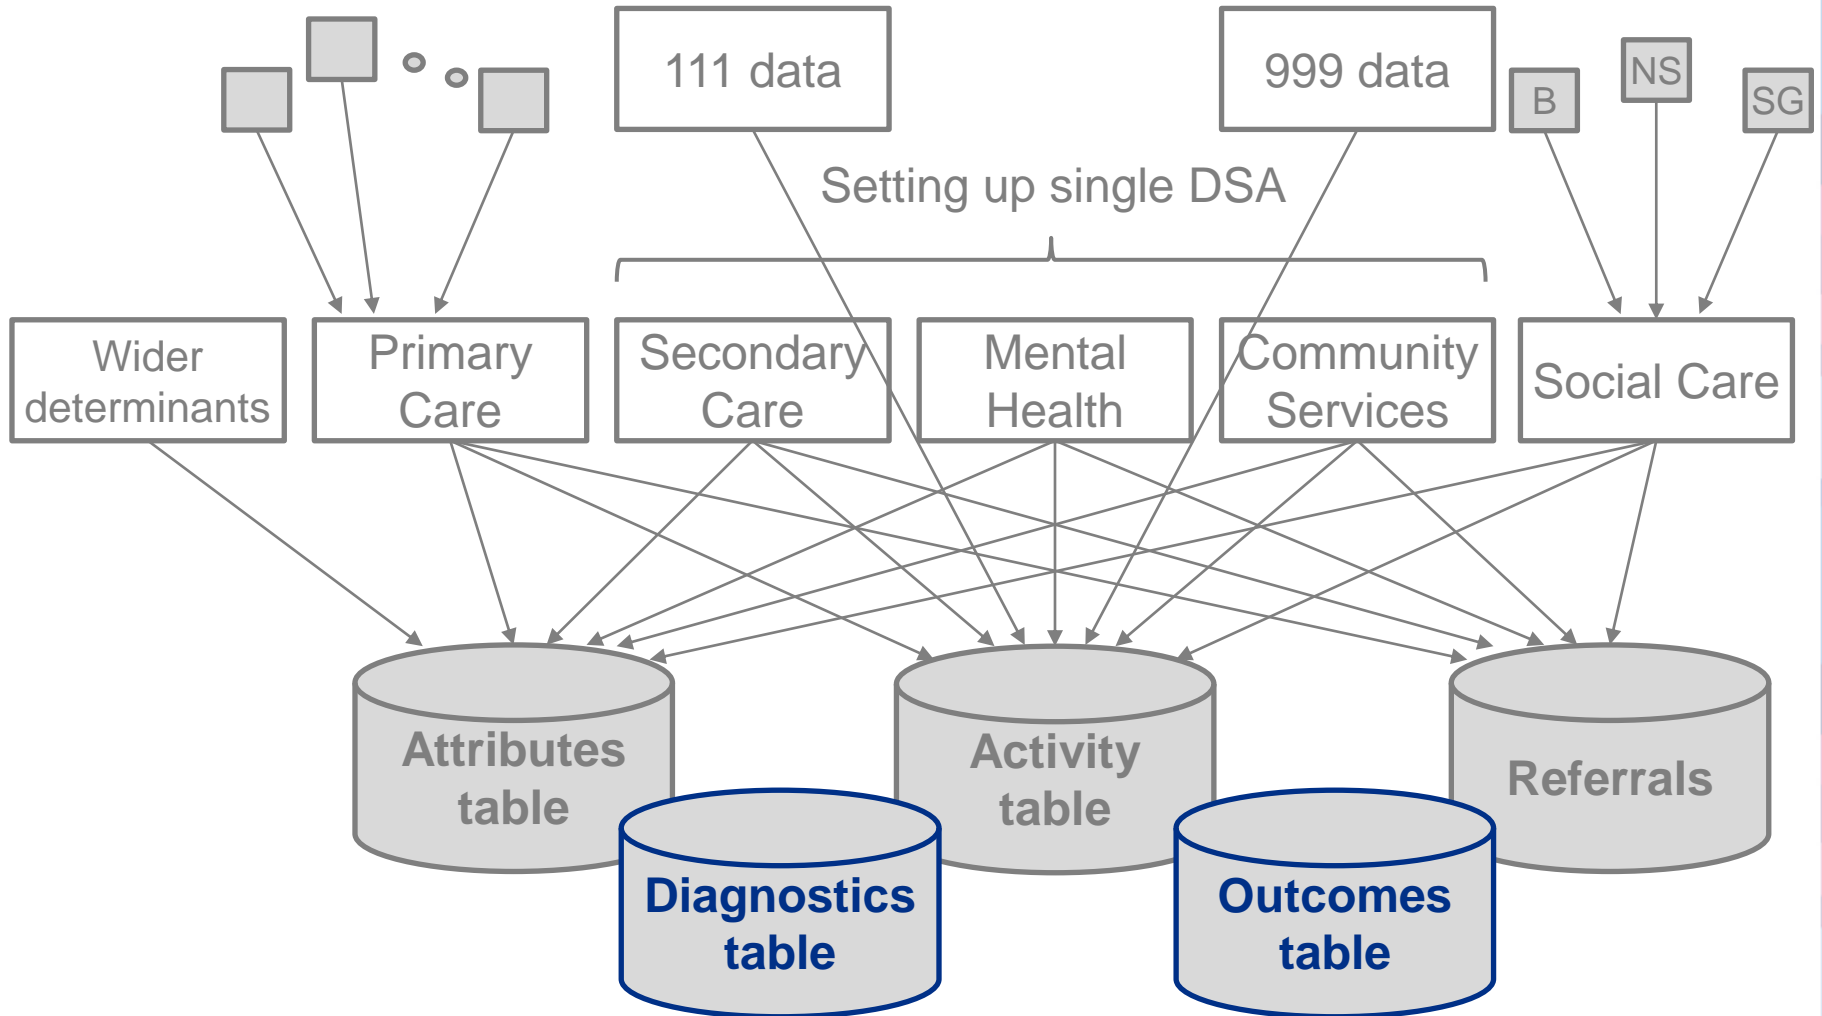 111 data
999 data
B
NS
SG
Setting up single DSA
Wider
determinants
Primary
Care
Secondary
Care
Mental
Health
Community
Services
Social Care
Attributes
table
Activity
table
Referrals
Diagnostics
table
Outcomes
table